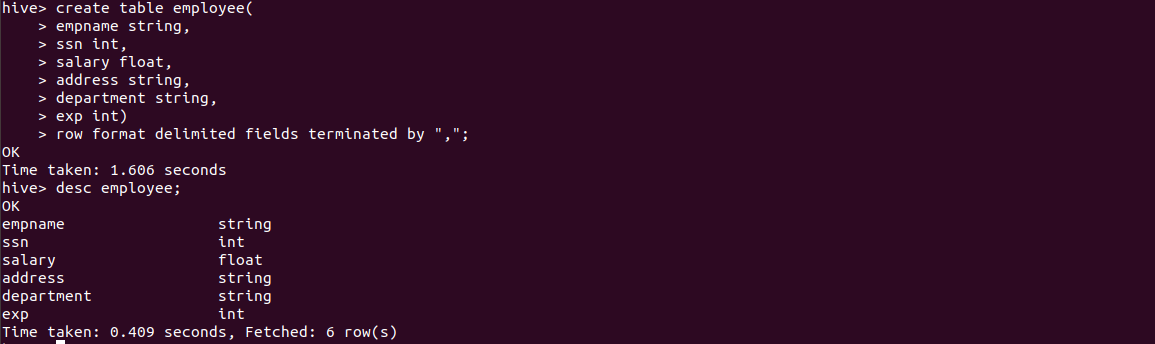 hive> create table employee(
    > empname string,
    > ssn int,
    > salary float,
    > address string,
    > department string,
    > exp int)
    > row format delimited fields terminated by ",";
OK
Time taken: 1.606 seconds
hive> desc employee;
OK
empname                 string
ssn                     int
salary                  float
address                 string
department              string
exp                     int
Time taken: 0.409 seconds, Fetched: 6 row(s)